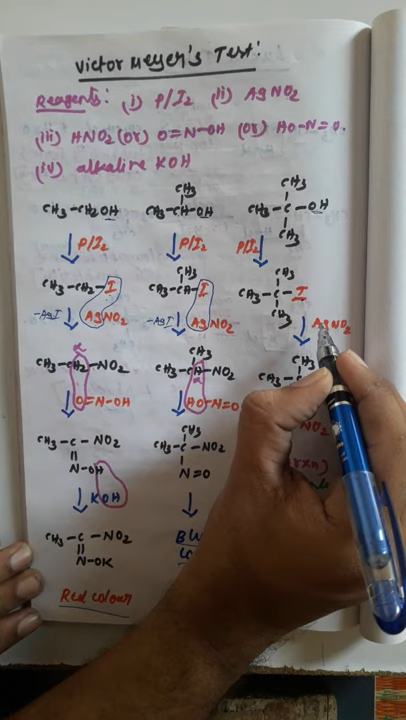 Victor Meyer's Test:
Reagents: (i) P/I2 (ii) AgNO2
(iii) HNO2 (or) O=N-OH (or) HO-N=O.
(iv) alkaline KOH
CH3-CH2OH
CH3
CH3-CH-OH
CH3
CH3-C-OH
CH3
P/I2
P/I2
P/I2
CH3-CH2-I
CH3
CH3-CH-I
CH3
CH3-C-I
CH3
-AgI
AgNO2
-AgI
AgNO2
AgNO2
α
CH3-CH2-NO2
CH3
CH3-CH-NO2
α
CH3
CH3-C
O=N-OH
HO-N=O
NO2
CH3-C-NO2
N-OH
CH3
CH3-C-NO2
N=O
KOH
CH3-C-NO2
N-OK
Red colour